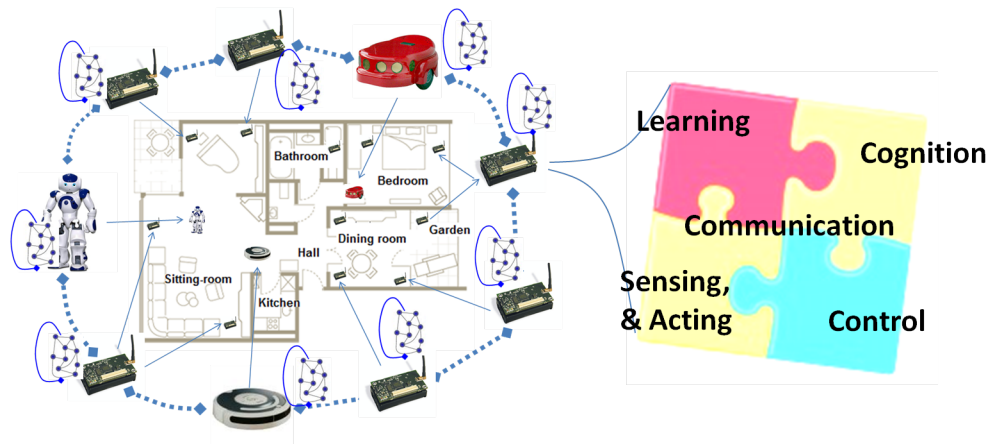 Bathroom
Bedroom
Garden
Dining room
Hall
Sitting-room
Kitchen
Learning
Cognition
Communication
Sensing,
& Acting
Control